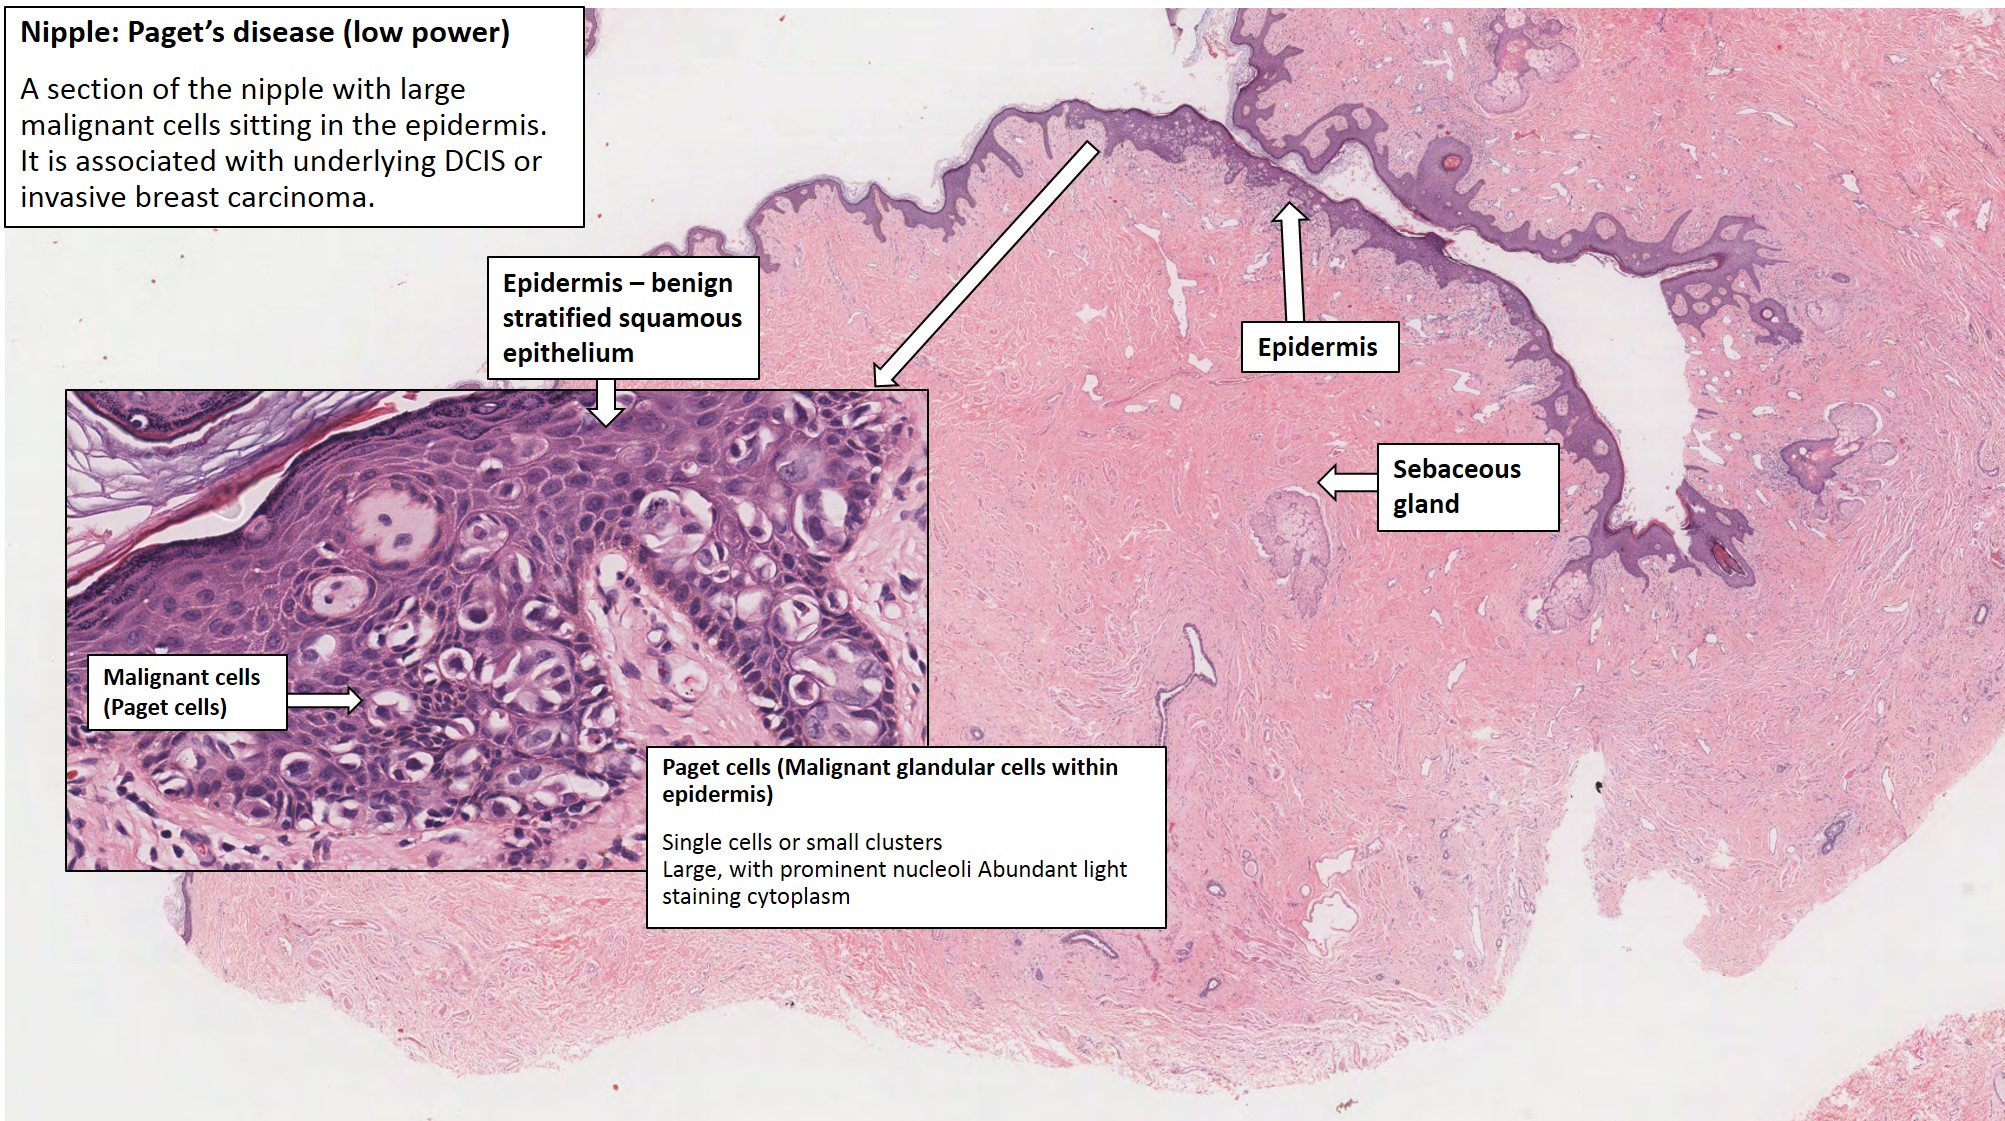 Nipple: Paget's disease (low power)
A section of the nipple with large
malignant cells sitting in the epidermis.
It is associated with underlying DCIS or
invasive breast carcinoma.
Epidermis – benign
stratified squamous
epithelium
Epidermis
Sebaceous
gland
Malignant cells
(Paget cells)
Paget cells (Malignant glandular cells within
epidermis)
Single cells or small clusters
Large, with prominent nucleoli Abundant light
staining cytoplasm